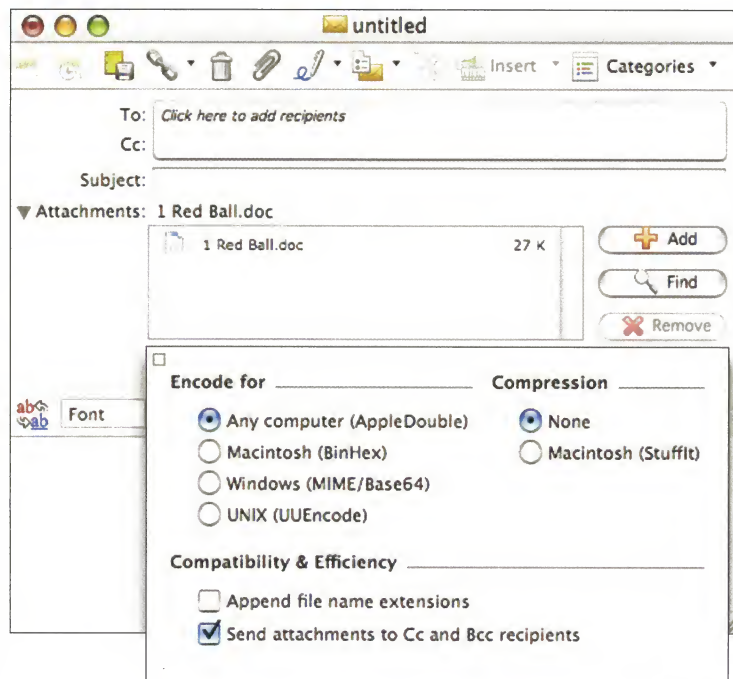 untitled
Insert Categories
To: Click here to add recipients
Cc:
Subject:
Attachments: 1 Red Ball.doc
1 Red Ball.doc 27 K Add
Find
Remove
Encode for Compression
Font Any computer (AppleDouble) None
Macintosh (BinHex) Macintosh (StuffIt)
Windows (MIME/Base64)
UNIX (UUEncode)
Compatibility & Efficiency
Append file name extensions
Send attachments to Cc and Bcc recipients